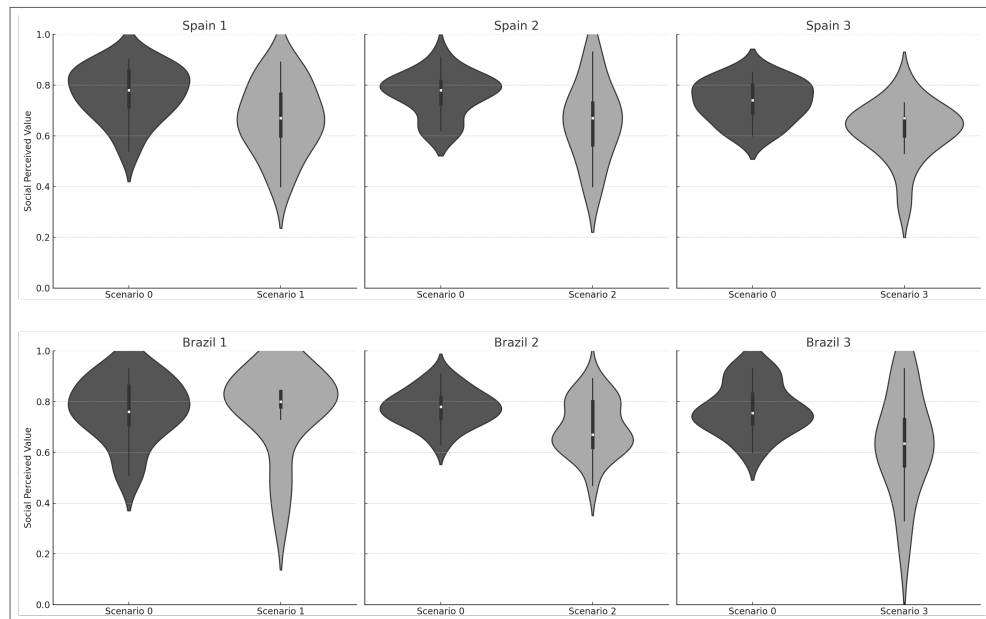 Spain 1
Spain 2
Spain 3
Social Perceived Value
1.0
0.8
0.6
0.4
0.2
0.0
Scenario 0
Scenario 1
Scenario 0
Scenario 2
Scenario 0
Scenario 3
Brazil 1
Brazil 2
Brazil 3
Social Perceived Value
1.0
0.8
0.6
0.4
0.2
0.0
Scenario 0
Scenario 1
Scenario 0
Scenario 2
Scenario 0
Scenario 3